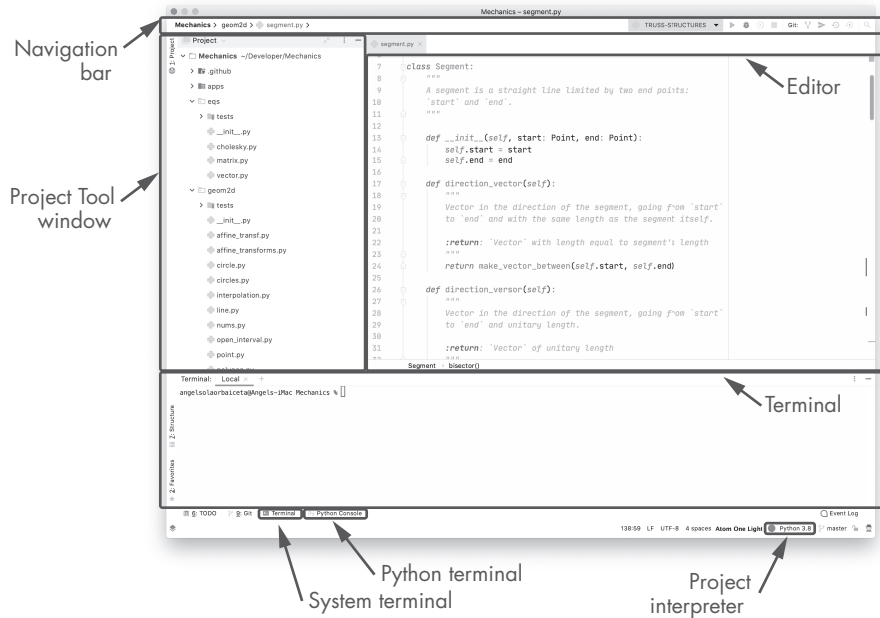 Mechanics – segment.py
Mechanics > geom2d > segment.py >
TRUSS-STRUCTURES
Git:
Navigation
bar
1: Project
Project
segment.py ×
Mechanics ~/Developer/Mechanics
.github
apps
eqs
tests
__init__.py
cholesky.py
matrix.py
vector.py
geom2d
tests
__init__.py
affine_transf.py
affine_transforms.py
circle.py
circles.py
interpolation.py
line.py
nums.py
open_interval.py
point.py
polygon.py
Project Tool
window
7 class Segment:
8 """
9 A segment is a straight line limited by two end points:
10 `start` and `end`.
11 """
12
13 def __init__(self, start: Point, end: Point):
14 self.start = start
15 self.end = end
16
17 def direction_vector(self):
18 """
19 Vector in the direction of the segment, going from `start`
20 to `end` and with the same length as the segment itself.
21
22 :return: `Vector` with length equal to segment's length
23 """
24 return make_vector_between(self.start, self.end)
25
26 def direction_versor(self):
27 """
28 Vector in the direction of the segment, going from `start`
29 to `end` and unitary length.
30
31 :return: `Vector` of unitary length
32 """
Editor
Segment > bisector()
Terminal: Local × +
angelsolaorbaiceta@Angels-iMac Mechanics %
Terminal
7: Structure
2: Favorites
6: TODO 9: Git Terminal Python Console Event Log
138:59 LF UTF-8 4 spaces Atom One Light Python 3.8 master
Python terminal
System terminal
Project
interpreter